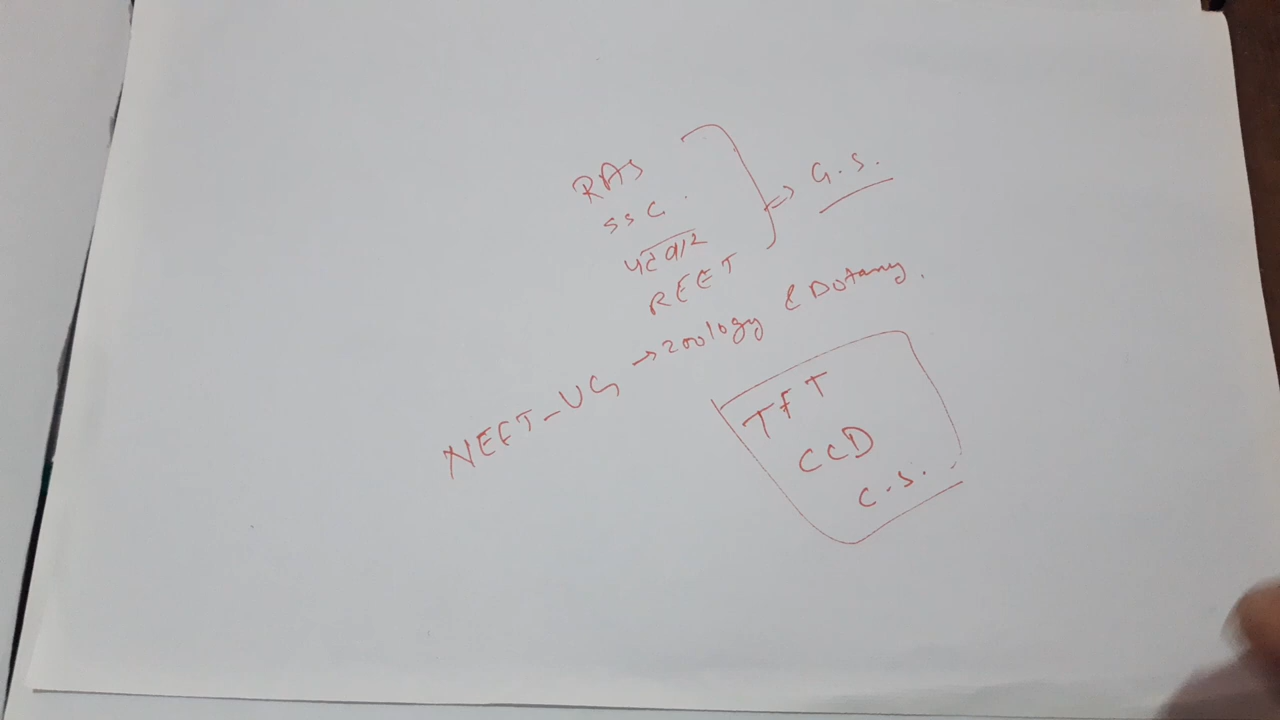 RAS
SSC.
पटवार
REET
⇒ G.S.
NEET-UG → zoology & Botany.
TFT
CCD
C.S.